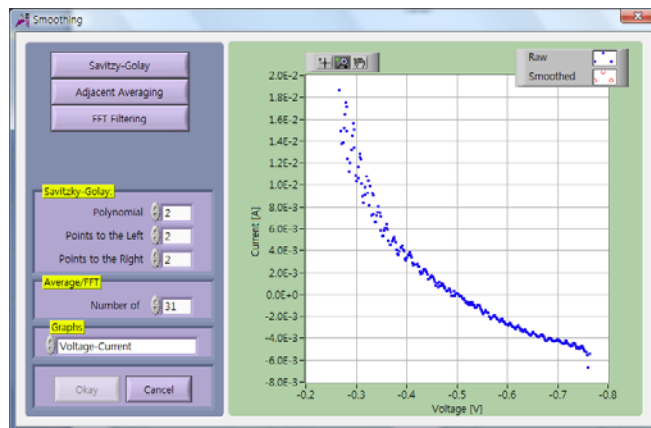 Smoothing
Savitzy-Golay
Adjacent Averaging
FFT Filtering
Savitzky-Golay:
Polynomial 2
Points to the Left 2
Points to the Right 2
Average/FFT
Number of 31
Graphs
Voltage-Current
Okay Cancel
Raw
Smoothed
Current [A]
2.0E-2
1.8E-2
1.6E-2
1.4E-2
1.2E-2
1.0E-2
8.0E-3
6.0E-3
4.0E-3
2.0E-3
0.0E+0
-2.0E-3
-4.0E-3
-6.0E-3
-8.0E-3
-0.2 -0.3 -0.4 -0.5 -0.6 -0.7 -0.8
Voltage [V]